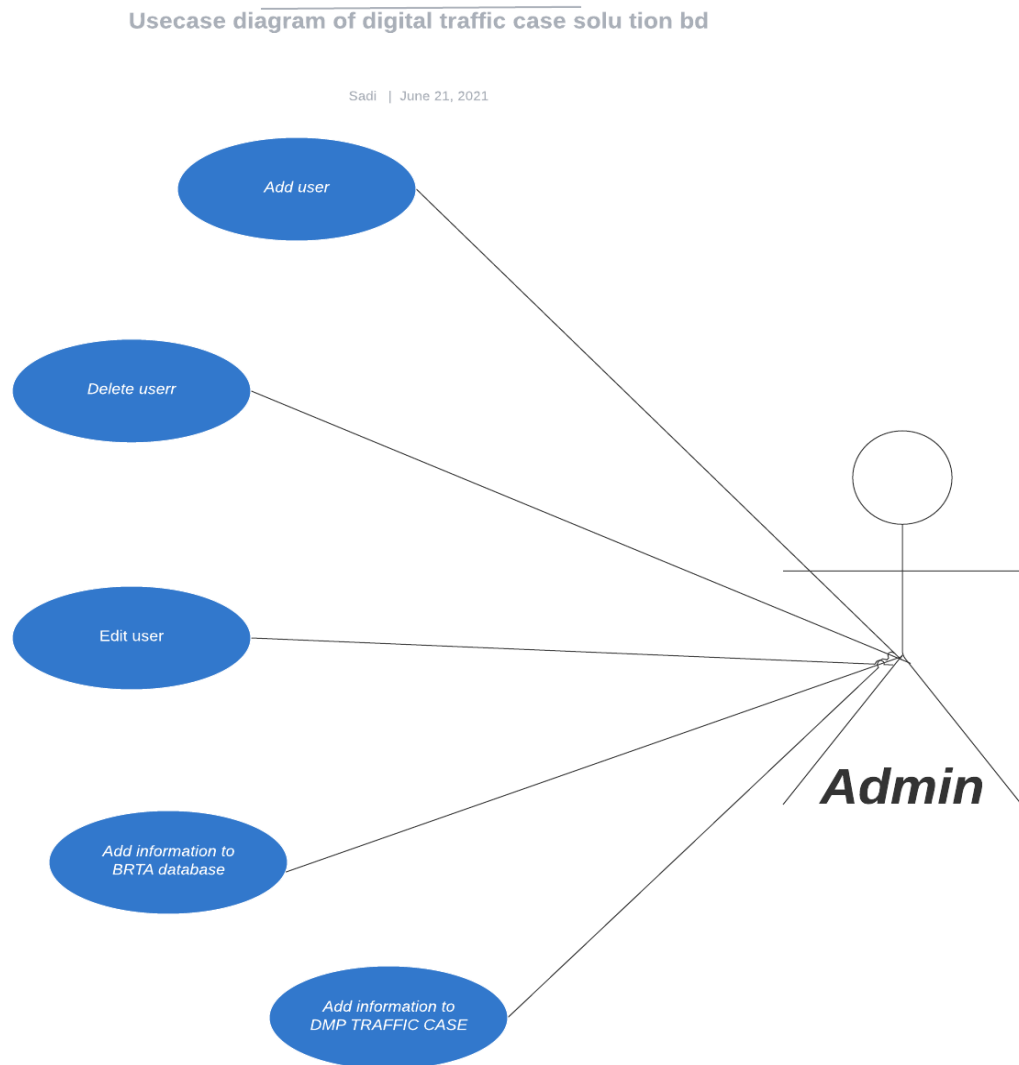 Usecase diagram of digital traffic case solu tion bd
Sadi | June 21, 2021
Add user
Delete userr
Edit user
Add information to
BRTA database
Add information to
DMP TRAFFIC CASE
Admin